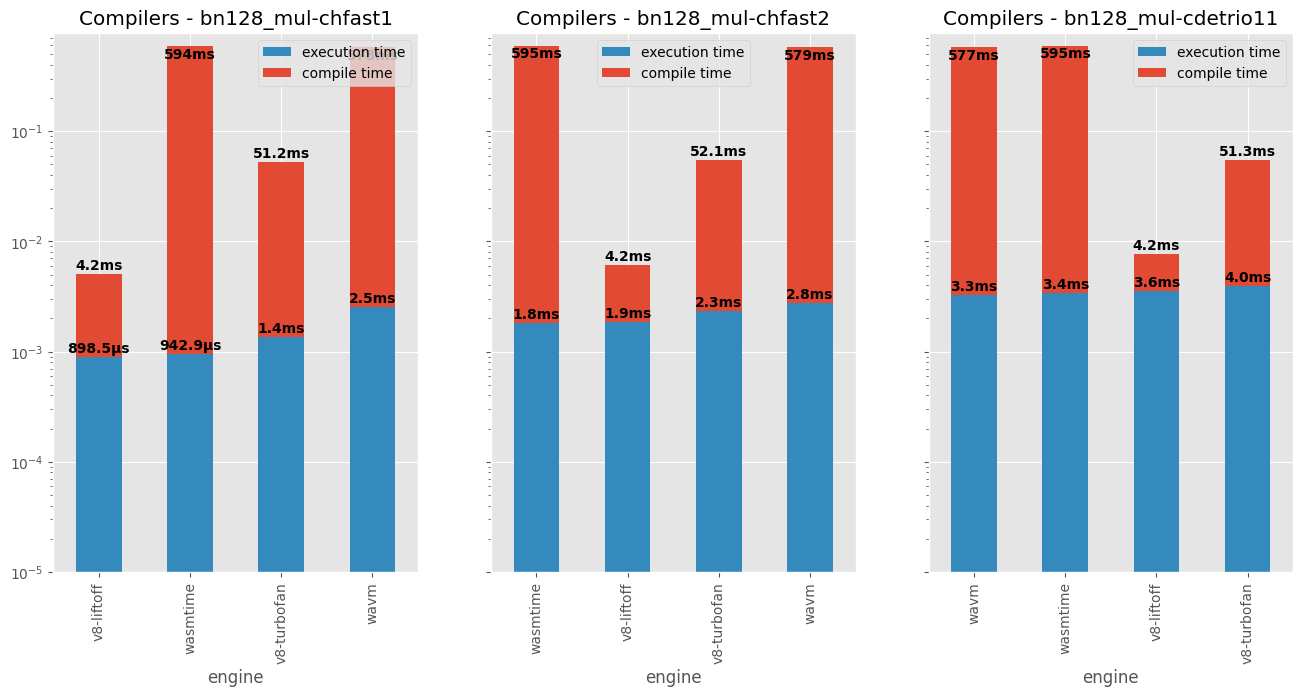 Compilers - bn128_mul-chfast1
594ms
execution time
compile time
51.2ms
4.2ms
2.5ms
1.4ms
898.5µs
942.9µs
10⁻¹
10⁻²
10⁻³
10⁻⁴
10⁻⁵
v8-liftoff
wasmtime
v8-turbofan
wavm
engine
Compilers - bn128_mul-chfast2
595ms
execution time
compile time
579ms
52.1ms
4.2ms
1.8ms
1.9ms
2.3ms
2.8ms
wasmtime
v8-liftoff
v8-turbofan
wavm
engine
Compilers - bn128_mul-cdetrio11
577ms
595ms
execution time
compile time
51.3ms
4.2ms
3.3ms
3.4ms
3.6ms
4.0ms
wavm
wasmtime
v8-liftoff
v8-turbofan
engine